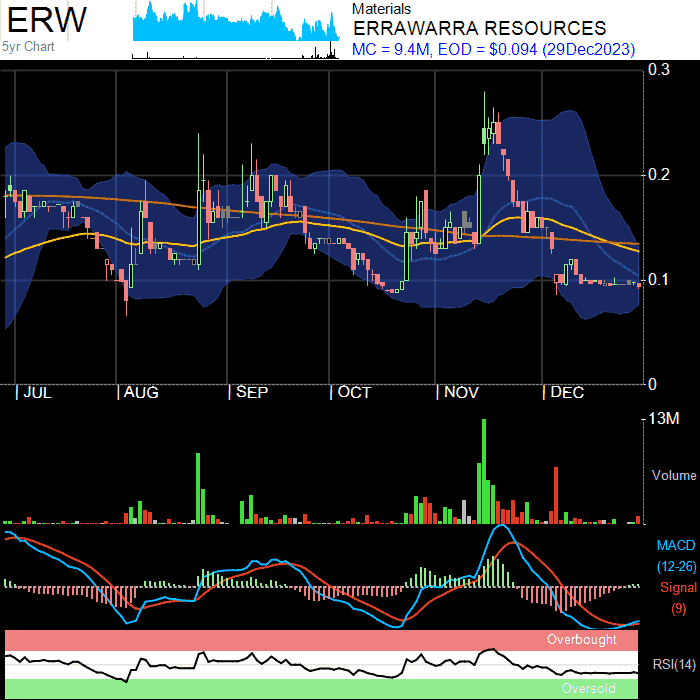 ERW
5yr Chart
Materials
ERRAWARRA RESOURCES
MC = 9.4M, EOD = $0.094 (29Dec2023)
0.3
0.2
0.1
0
JUL AUG SEP OCT NOV DEC
13M
Volume
MACD
(12-26)
Signal
(9)
Overbought
RSI(14)
Oversold